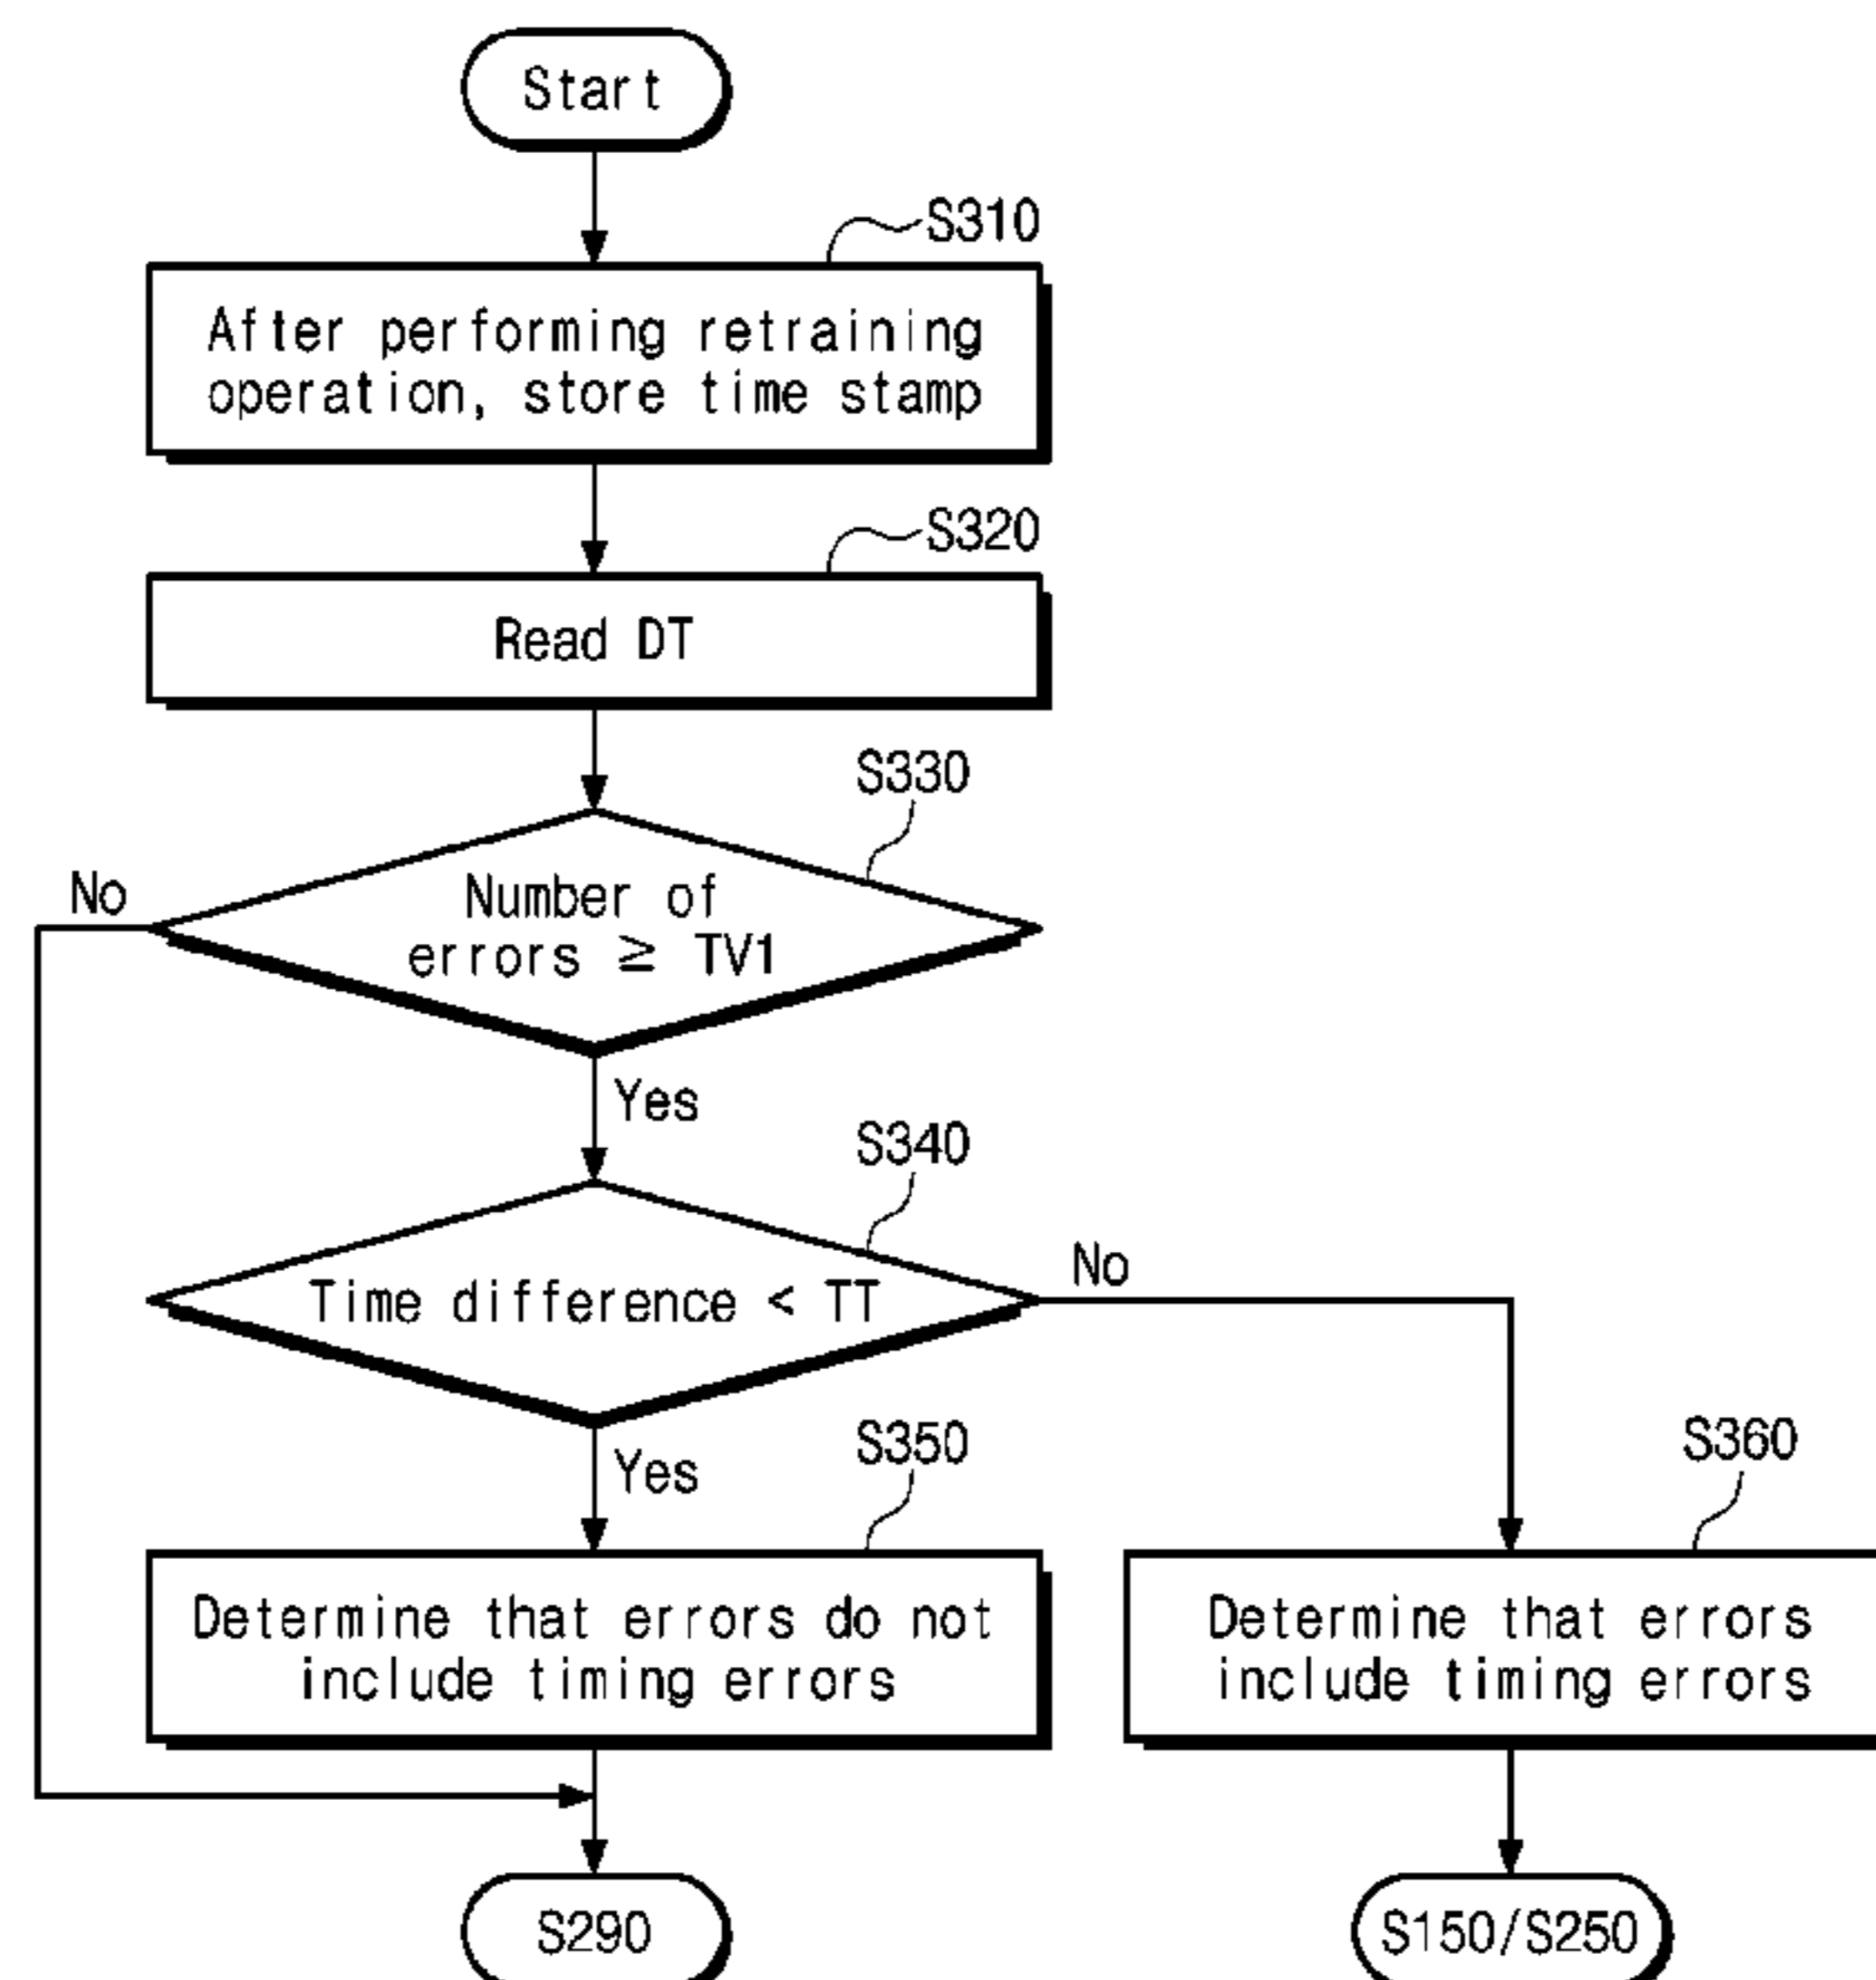 Start
S310
After performing retraining
operation, store time stamp
S320
Read DT
S330
No
Number of
errors ≥ TV1
Yes
S340
Time difference < TT
No
Yes
S350
S360
Determine that errors do not
include timing errors
Determine that errors
include timing errors
S290
S150/S250